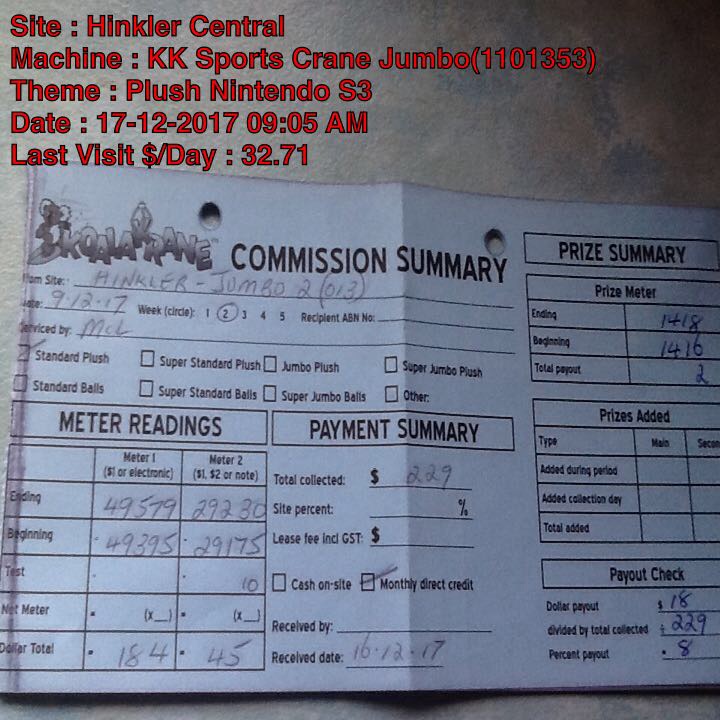 Site : Hinkler Central
Machine : KK Sports Crane Jumbo(1101353)
Theme : Plush Nintendo S3
Date : 17-12-2017 09:05 AM
Last Visit $/Day : 32.71
KOALA KRANE™
COMMISSION SUMMARY
Site: HINKLER - JUMBO 2 (013)
9.12.17 Week (circle): 1 2 3 4 5 Recipient ABN No:
Serviced by: McL
Standard Plush Super Standard Plush Jumbo Plush Super Jumbo Plush
Standard Balls Super Standard Balls Super Jumbo Balls Other:
METER READINGS
Meter 1 Meter 2
($1 or electronic) ($1, $2 or note)
Ending 49579 29230
Beginning 49395 29175
Test 10
Net Meter (x__) (x__)
Dollar Total 184 45
PAYMENT SUMMARY
Total collected: $ 229
Site percent: %
Lease fee incl GST: $
Cash on-site Monthly direct credit
Received by:
Received date: 16.12.17
PRIZE SUMMARY
Prize Meter
Ending 1418
Beginning 1416
Total payout 2
Prizes Added
Type Main Secon
Added during period
Added collection day
Total added
Payout Check
Dollar payout $ 18
divided by total collected ÷ 229
Percent payout 8